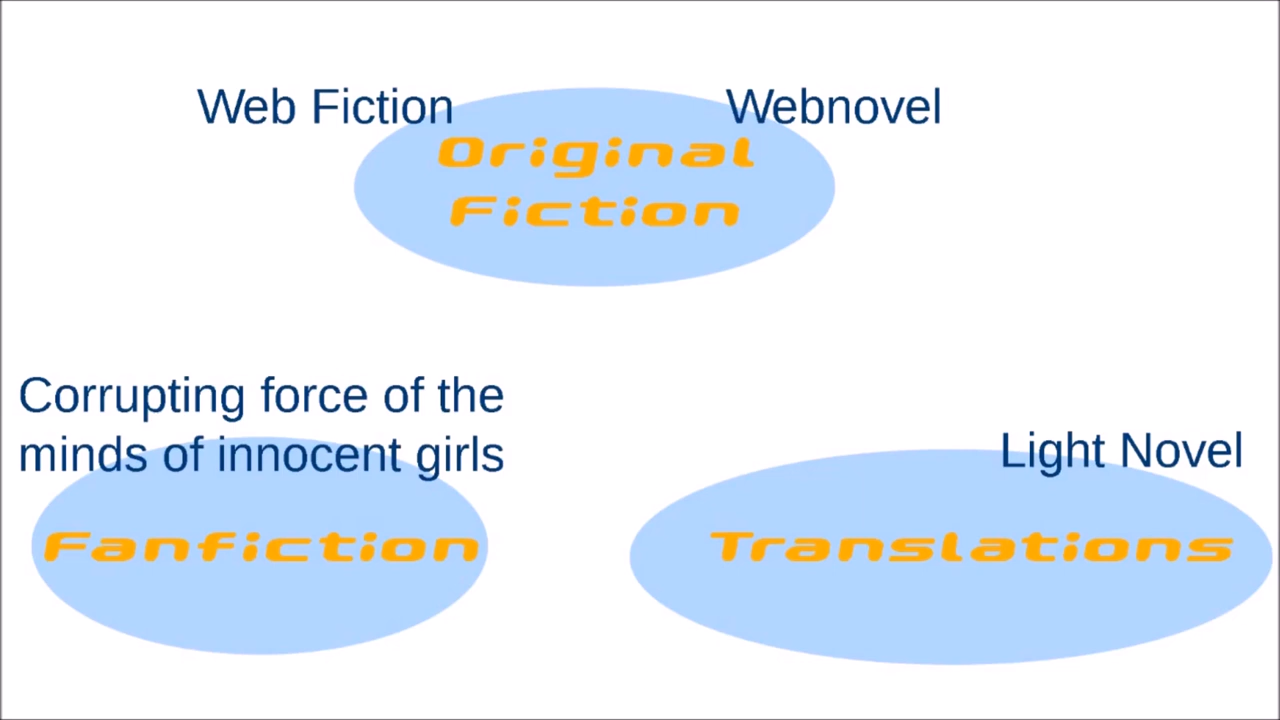 Web Fiction
Webnovel
Original
Fiction
Corrupting force of the
minds of innocent girls
Fanfiction
Light Novel
Translations